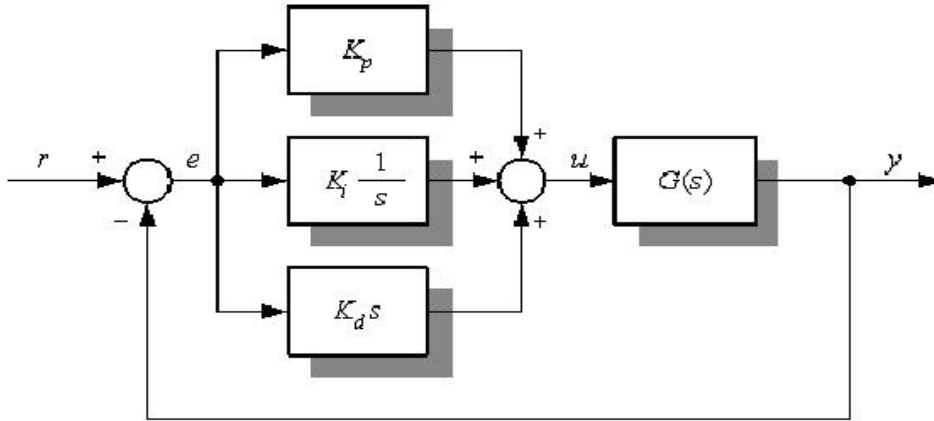 K_p
+
r
+
e
K_i 1/s
+
u
G(s)
y
−
+
K_d s